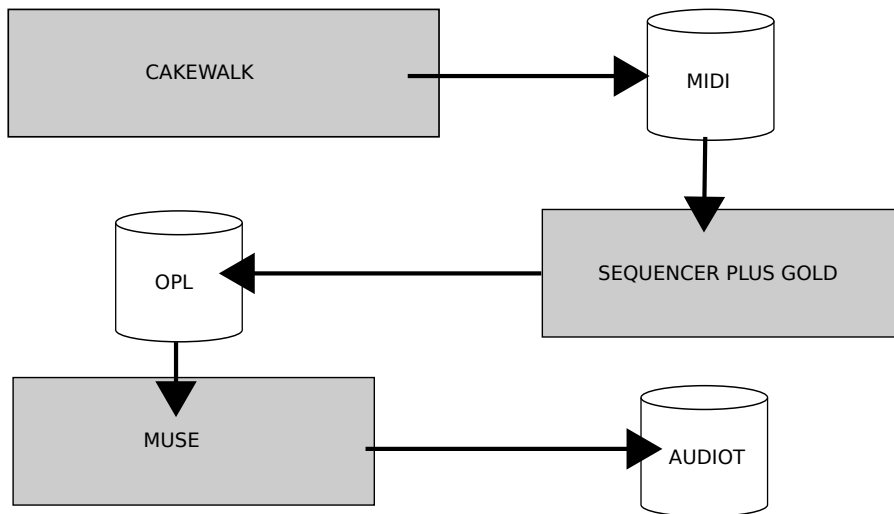 CAKEWALK
MIDI
SEQUENCER PLUS GOLD
OPL
MUSE
AUDIOT